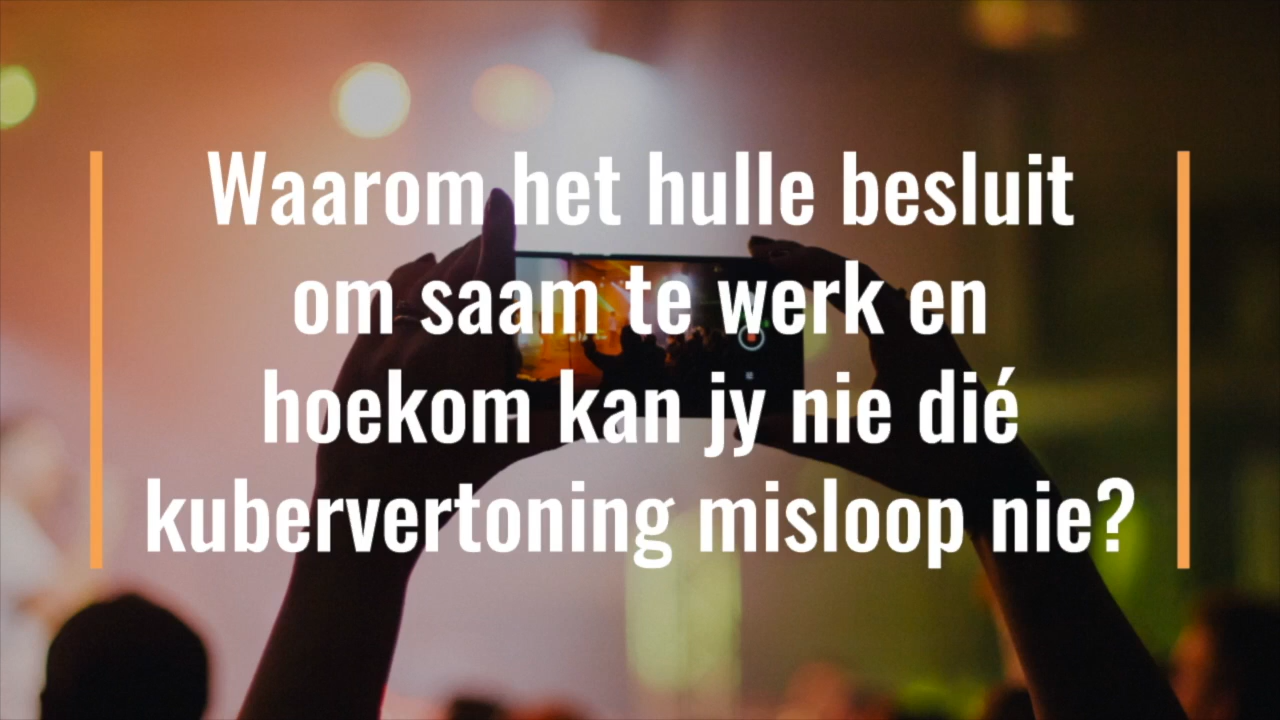 Waarom het hulle besluit
om saam te werk en
hoekom kan jy nie dié
kubervertoning misloop nie?